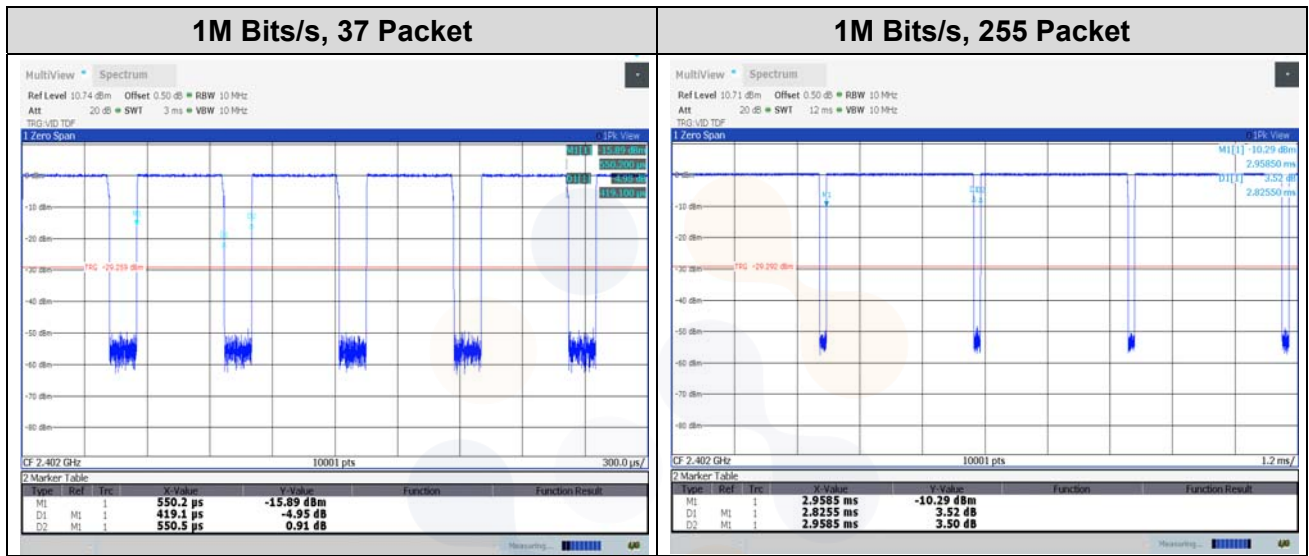 1M Bits/s, 37 Packet
MultiView Spectrum
Ref Level 10.74 dBm Offset 0.50 dB RBW 10 MHz
Att 20 dB SWT 3 ms VBW 10 MHz
TRG:VID TDF
1 Zero Span 1Pk View
M1[1] -15.89 dBm
550.200 µs
D1[1] -4.95 dB
419.100 µs
0 dBm
M1
D2
D1
-10 dBm
-20 dBm
TRG -29.259 dBm
-30 dBm
-40 dBm
-50 dBm
-60 dBm
-70 dBm
-80 dBm
CF 2.402 GHz 10001 pts 300.0 µs/
2 Marker Table
Type Ref Trc X-Value Y-Value Function Function Result
M1 1 550.2 µs -15.89 dBm
D1 M1 1 419.1 µs -4.95 dB
D2 M1 1 550.5 µs 0.91 dB
Measuring...
1M Bits/s, 255 Packet
MultiView Spectrum
Ref Level 10.71 dBm Offset 0.50 dB RBW 10 MHz
Att 20 dB SWT 12 ms VBW 10 MHz
TRG:VID TDF
1 Zero Span 1Pk View
M1[1] -10.29 dBm
2.95850 ms
D1[1] 3.52 dB
2.82550 ms
0 dBm
M1
-10 dBm
-20 dBm
TRG -29.292 dBm
-30 dBm
-40 dBm
-50 dBm
-60 dBm
-70 dBm
-80 dBm
CF 2.402 GHz 10001 pts 1.2 ms/
2 Marker Table
Type Ref Trc X-Value Y-Value Function Function Result
M1 1 2.9585 ms -10.29 dBm
D1 M1 1 2.8255 ms 3.52 dB
D2 M1 1 2.9585 ms 3.50 dB
Measuring...